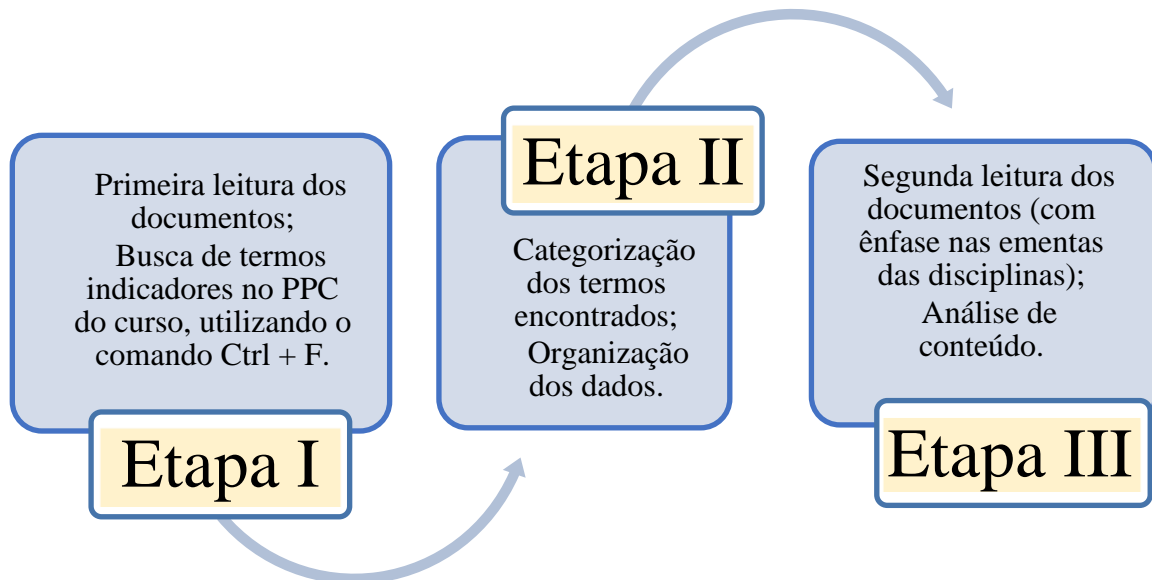 Primeira leitura dos
documentos;
Busca de termos
indicadores no PPC
do curso, utilizando o
comando Ctrl + F.
Etapa I
Etapa II
Categorização
dos termos
encontrados;
Organização
dos dados.
Segunda leitura dos
documentos (com
ênfase nas ementas
das disciplinas);
Análise de
conteúdo.
Etapa III